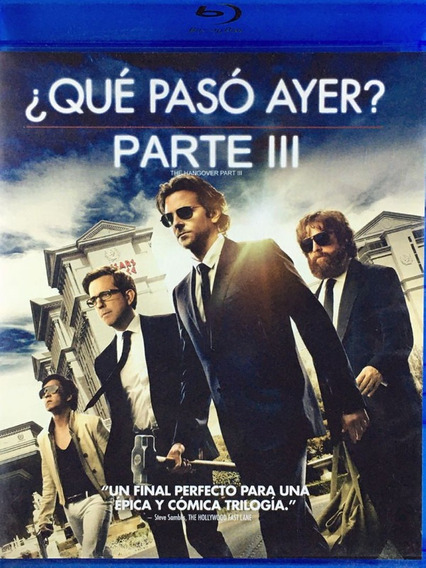 ¿QUÉ PASÓ AYER?
PARTE III
THE HANGOVER PART III
"UN FINAL PERFECTO PARA UNA
ÉPICA Y CÓMICA TRILOGÍA."
— Steve Sambs, THE HOLLYWOOD FAST LANE